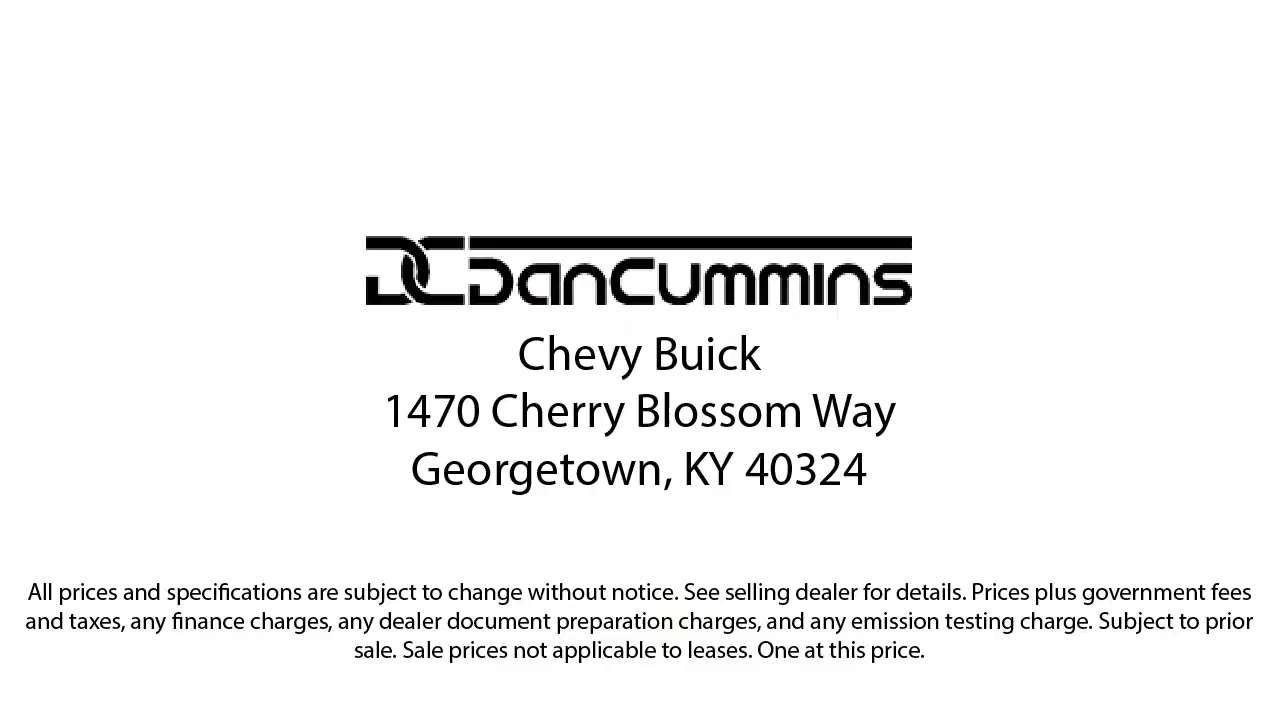 DC DanCummins
Chevy Buick
1470 Cherry Blossom Way
Georgetown, KY 40324
All prices and specifications are subject to change without notice. See selling dealer for details. Prices plus government fees
and taxes, any finance charges, any dealer document preparation charges, and any emission testing charge. Subject to prior
sale. Sale prices not applicable to leases. One at this price.